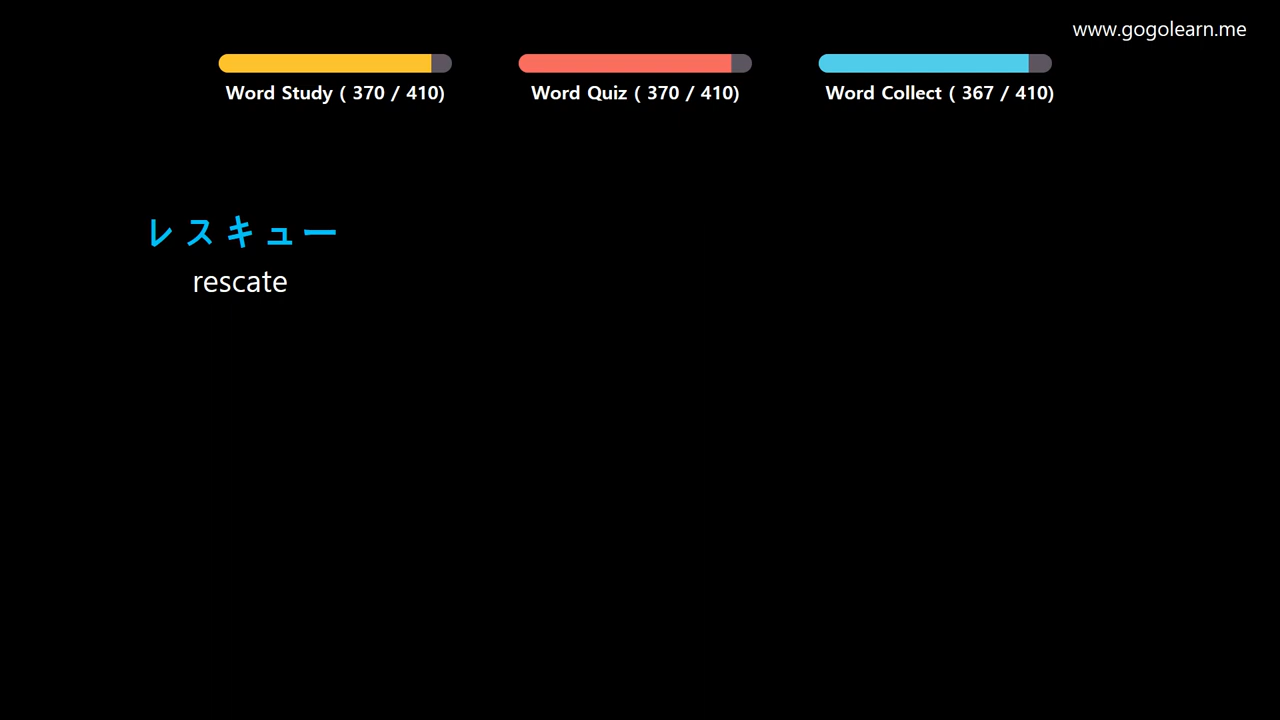 www.gogolearn.me
Word Study ( 370 / 410)
Word Quiz ( 370 / 410)
Word Collect ( 367 / 410)
レスキュー
rescate